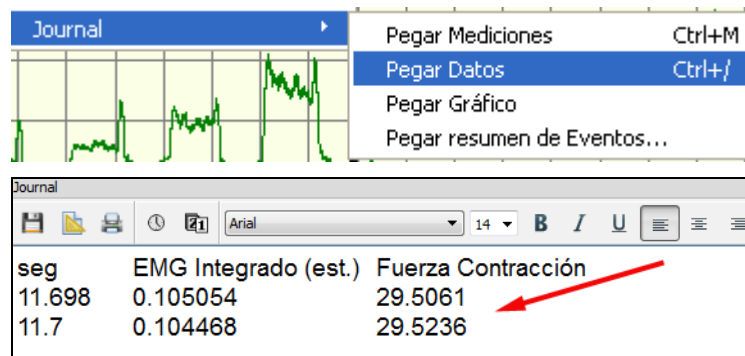 Journal
Pegar Mediciones Ctrl+M
Pegar Datos Ctrl+/
Pegar Gráfico
Pegar resumen de Eventos...
Journal
Arial 14 B I U
seg EMG Integrado (est.) Fuerza Contracción
11.698 0.105054 29.5061
11.7 0.104468 29.5236